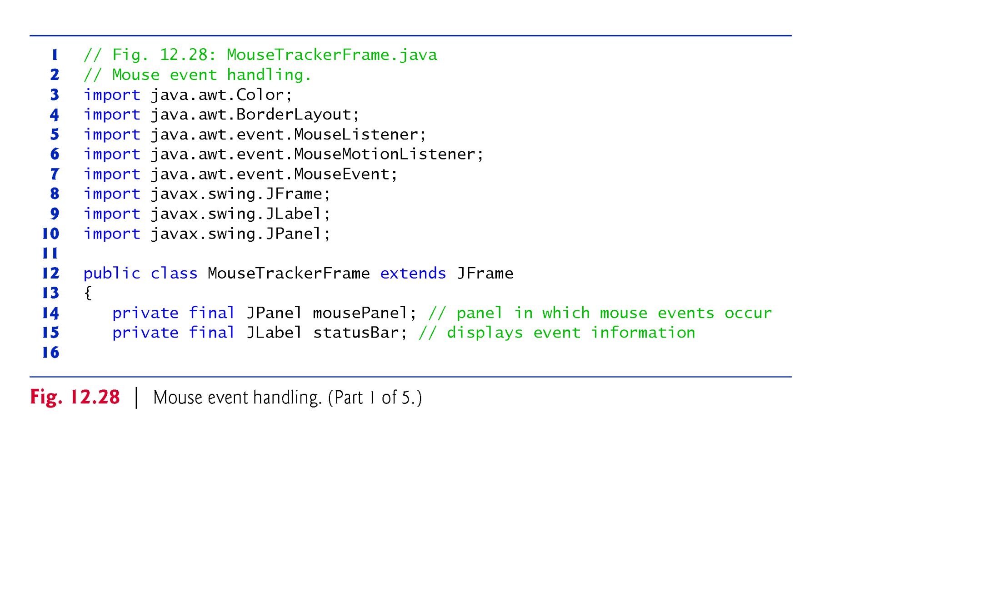 1 // Fig. 12.28: MouseTrackerFrame.java
2 // Mouse event handling.
3 import java.awt.Color;
4 import java.awt.BorderLayout;
5 import java.awt.event.MouseListener;
6 import java.awt.event.MouseMotionListener;
7 import java.awt.event.MouseEvent;
8 import javax.swing.JFrame;
9 import javax.swing.JLabel;
10 import javax.swing.JPanel;
11
12 public class MouseTrackerFrame extends JFrame
13 {
14    private final JPanel mousePanel; // panel in which mouse events occur
15    private final JLabel statusBar; // displays event information
16
Fig. 12.28 | Mouse event handling. (Part 1 of 5.)